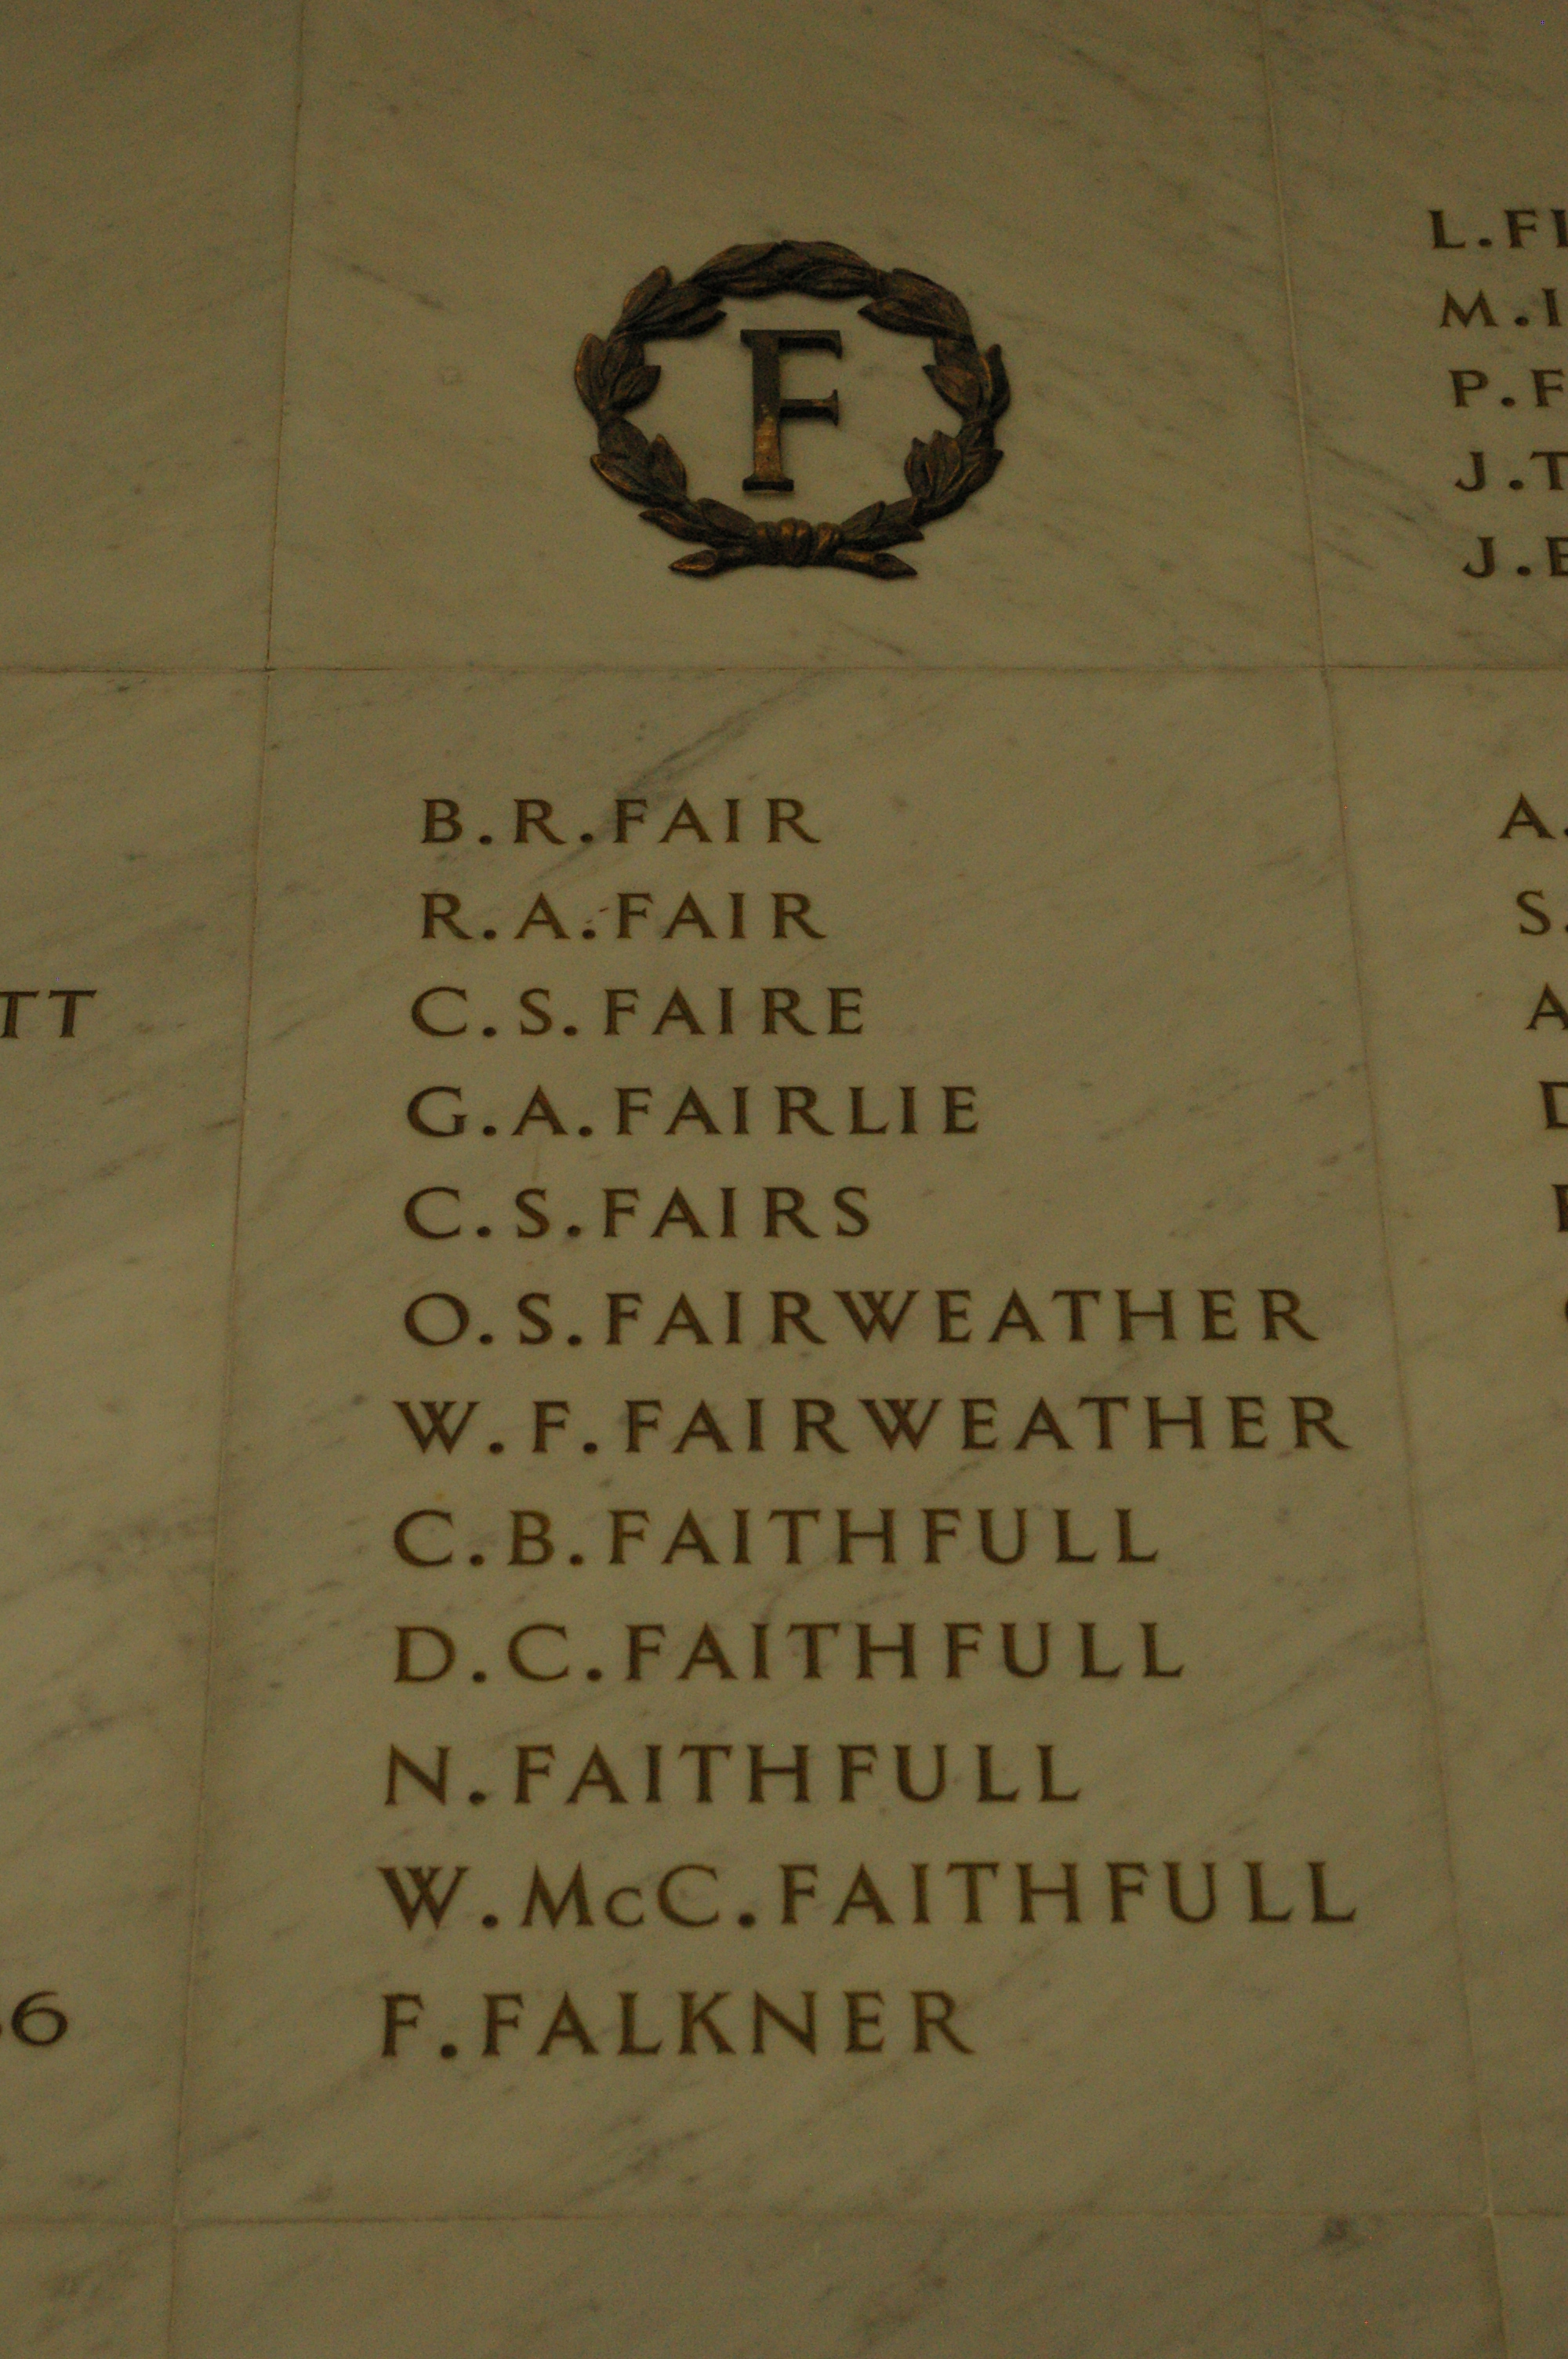 F
B.R.FAIR
R.A.FAIR
C.S.FAIRE
G.A.FAIRLIE
C.S.FAIRS
O.S.FAIRWEATHER
W.F.FAIRWEATHER
C.B.FAITHFULL
D.C.FAITHFULL
N.FAITHFULL
W.McC.FAITHFULL
F.FALKNER